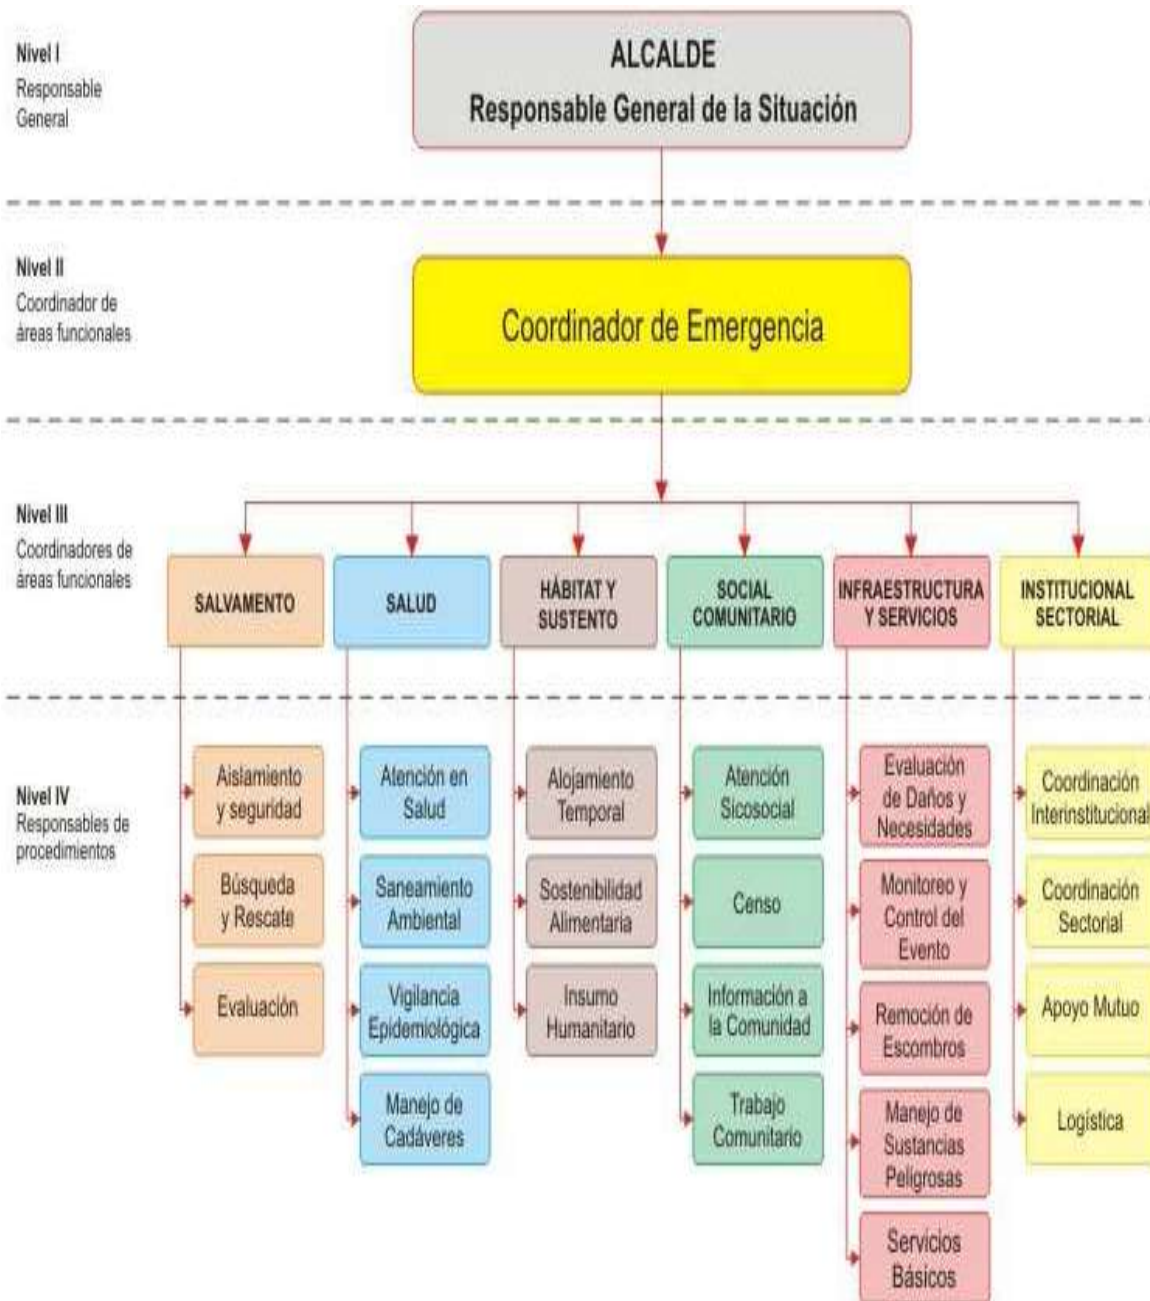 Nivel I
Responsable
General
ALCALDE
Responsable General de la Situación
Nivel II
Coordinador de
áreas funcionales
Coordinador de Emergencia
Nivel III
Coordinadores de
áreas funcionales
SALVAMENTO
SALUD
HÁBITAT Y
SUSTENTO
SOCIAL
COMUNITARIO
INFRAESTRUCTURA
Y SERVICIOS
INSTITUCIONAL
SECTORIAL
Nivel IV
Responsables de
procedimientos
Aislamiento
y seguridad
Búsqueda
y Rescate
Evaluación
Atención en
Salud
Saneamiento
Ambiental
Vigilancia
Epidemiológica
Manejo de
Cadáveres
Alojamiento
Temporal
Sostenibilidad
Alimentaria
Insumo
Humanitario
Atención
Sicosocial
Censo
Información a
la Comunidad
Trabajo
Comunitario
Evaluación
de Daños y
Necesidades
Monitoreo y
Control del
Evento
Remoción de
Escombros
Manejo de
Sustancias
Peligrosas
Servicios
Básicos
Coordinación
Interinstitucional
Coordinación
Sectorial
Apoyo Mutuo
Logística